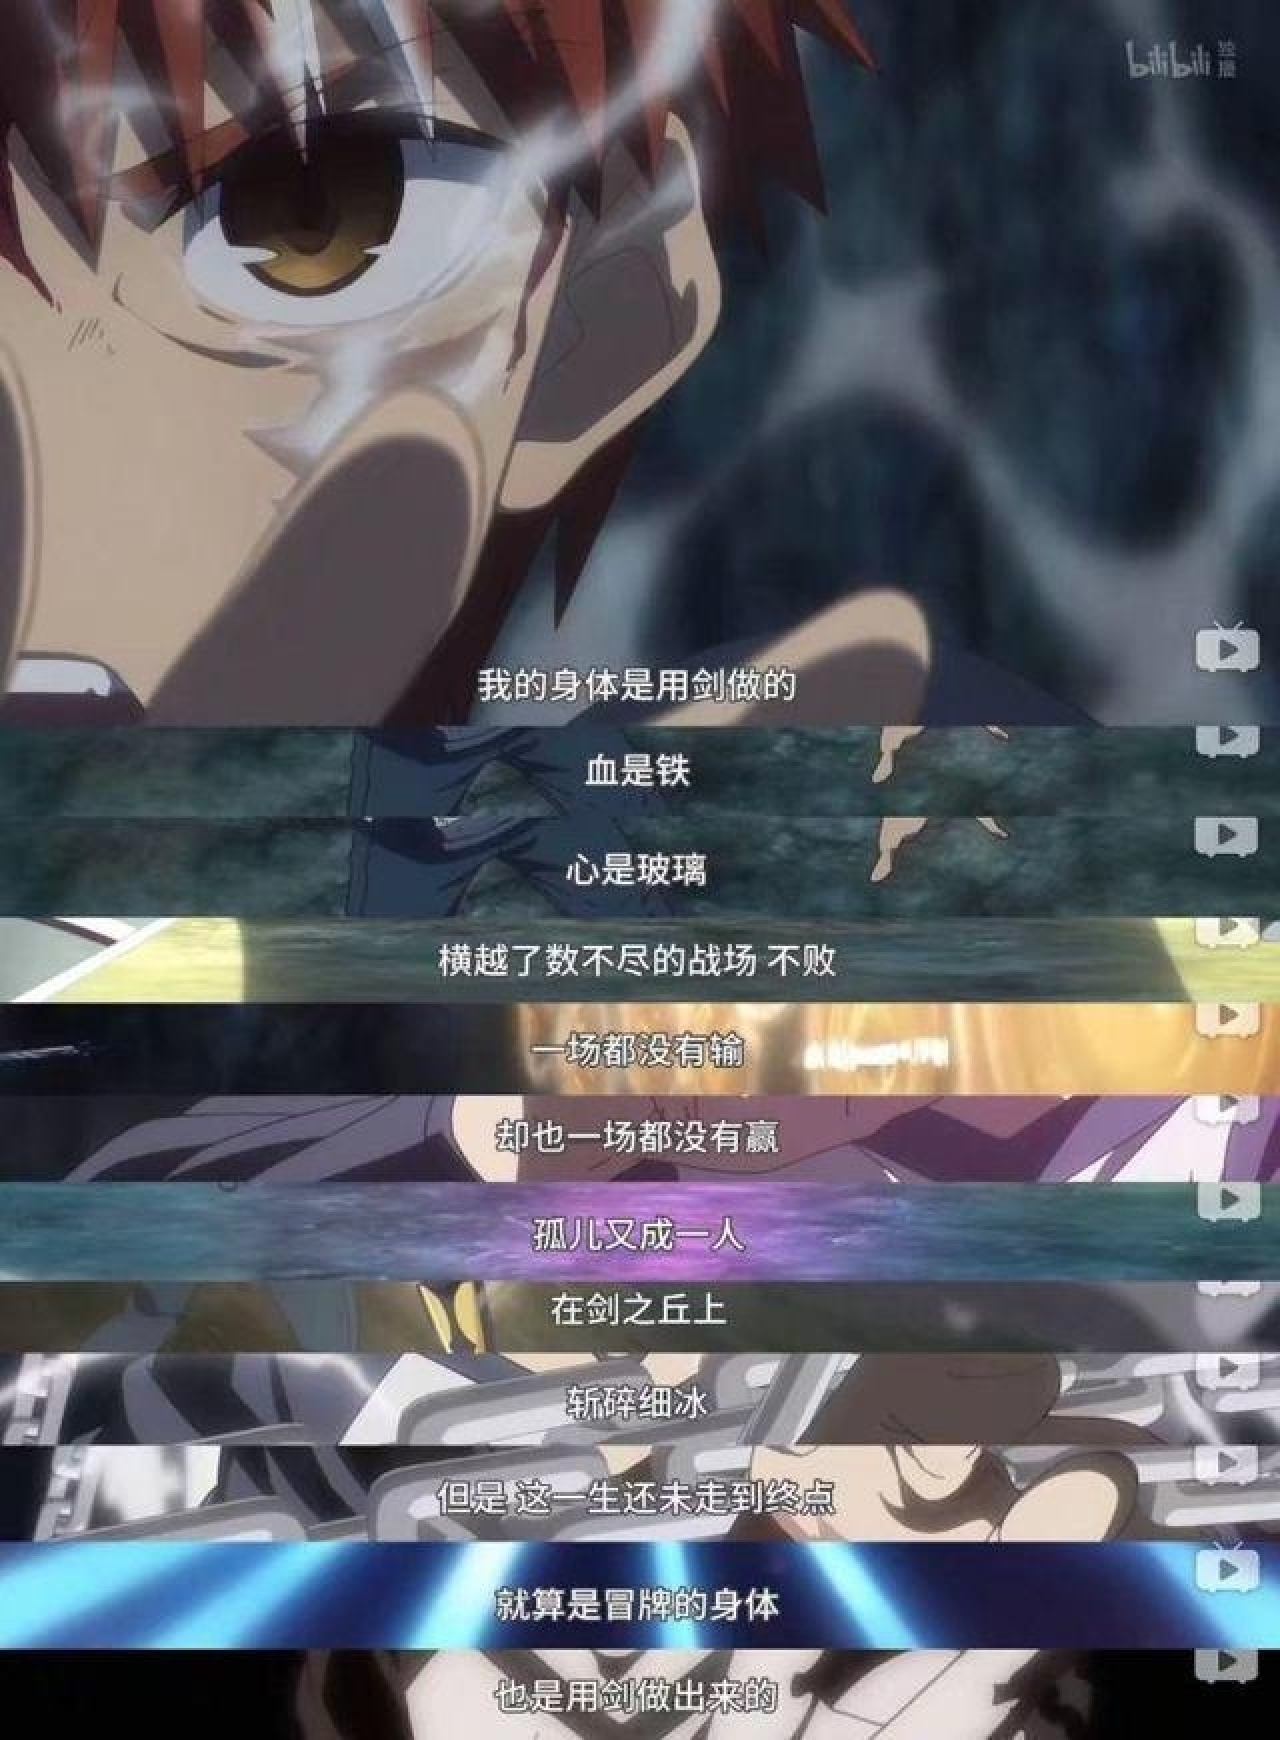 bilibili 独播
我的身体是用剑做的
血是铁
心是玻璃
横越了数不尽的战场 不败
一场都没有输
却也一场都没有赢
孤儿又成一人
在剑之丘上
斩碎细冰
但是 这一生还未走到终点
就算是冒牌的身体
也是用剑做出来的